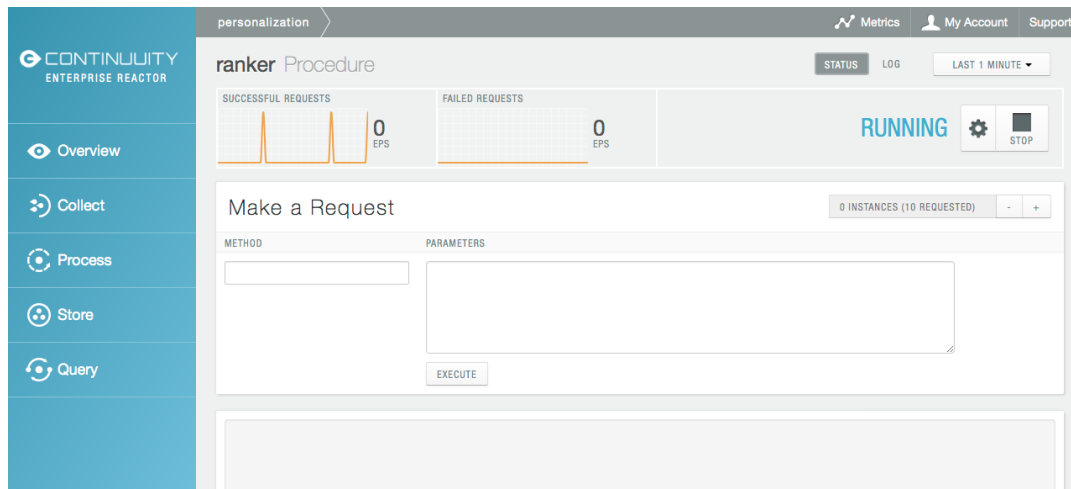 personalization
Metrics
My Account
Support
CONTINUUITY
ENTERPRISE REACTOR
ranker Procedure
STATUS
LOG
LAST 1 MINUTE
SUCCESSFUL REQUESTS
0
EPS
FAILED REQUESTS
0
EPS
RUNNING
STOP
Overview
Collect
Process
Store
Query
Make a Request
0 INSTANCES (10 REQUESTED)
-
+
METHOD
PARAMETERS
EXECUTE